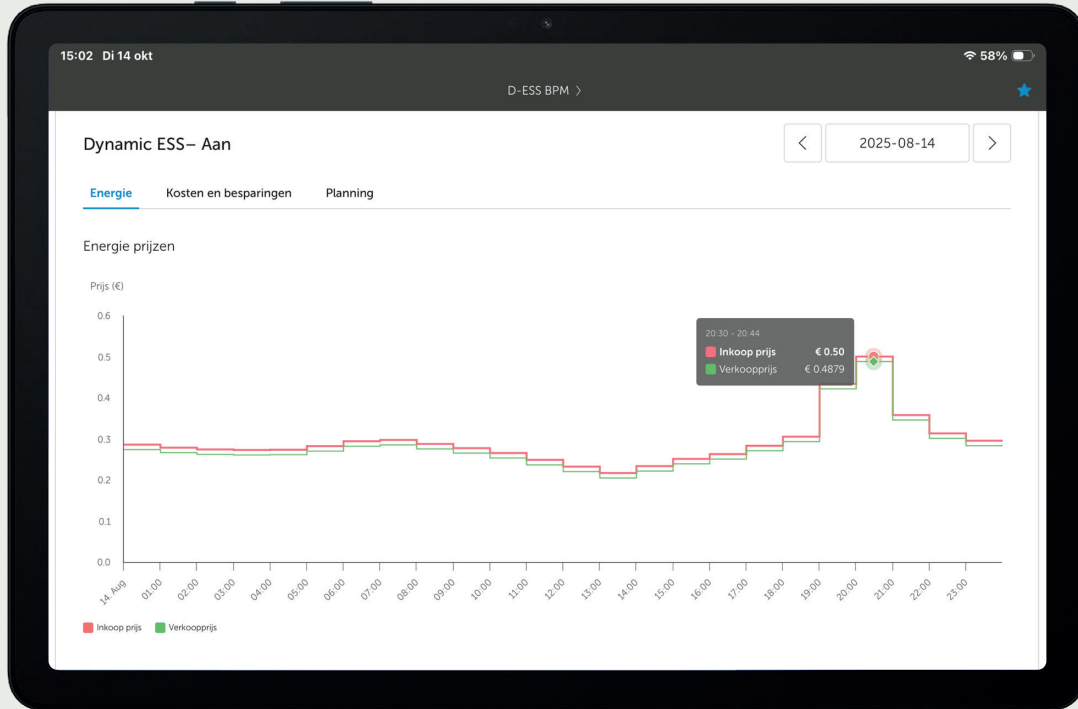 15:02 Di 14 okt
58%
D-ESS BPM >
Dynamic ESS– Aan
2025-08-14
Energie Kosten en besparingen Planning
Energie prijzen
Prijs (€)
0.6
0.5
0.4
0.3
0.2
0.1
0.0
20:30 - 20:44
Inkoop prijs € 0.50
Verkoopprijs € 0.4879
14. Aug 01:00 02:00 03:00 04:00 05:00 06:00 07:00 08:00 09:00 10:00 11:00 12:00 13:00 14:00 15:00 16:00 17:00 18:00 19:00 20:00 21:00 22:00 23:00
Inkoop prijs Verkoopprijs